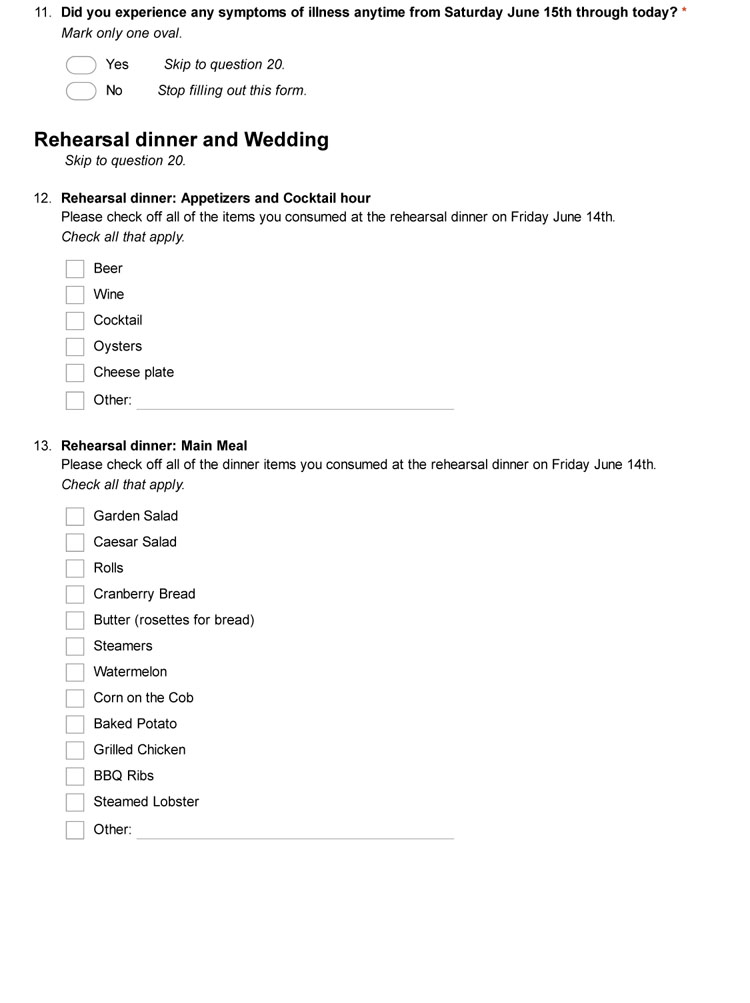 11. Did you experience any symptoms of illness anytime from Saturday June 15th through today? *
Mark only one oval.
Yes Skip to question 20.
No Stop filling out this form.
Rehearsal dinner and Wedding
Skip to question 20.
12. Rehearsal dinner: Appetizers and Cocktail hour
Please check off all of the items you consumed at the rehearsal dinner on Friday June 14th.
Check all that apply.
Beer
Wine
Cocktail
Oysters
Cheese plate
Other:
13. Rehearsal dinner: Main Meal
Please check off all of the dinner items you consumed at the rehearsal dinner on Friday June 14th.
Check all that apply.
Garden Salad
Caesar Salad
Rolls
Cranberry Bread
Butter (rosettes for bread)
Steamers
Watermelon
Corn on the Cob
Baked Potato
Grilled Chicken
BBQ Ribs
Steamed Lobster
Other: